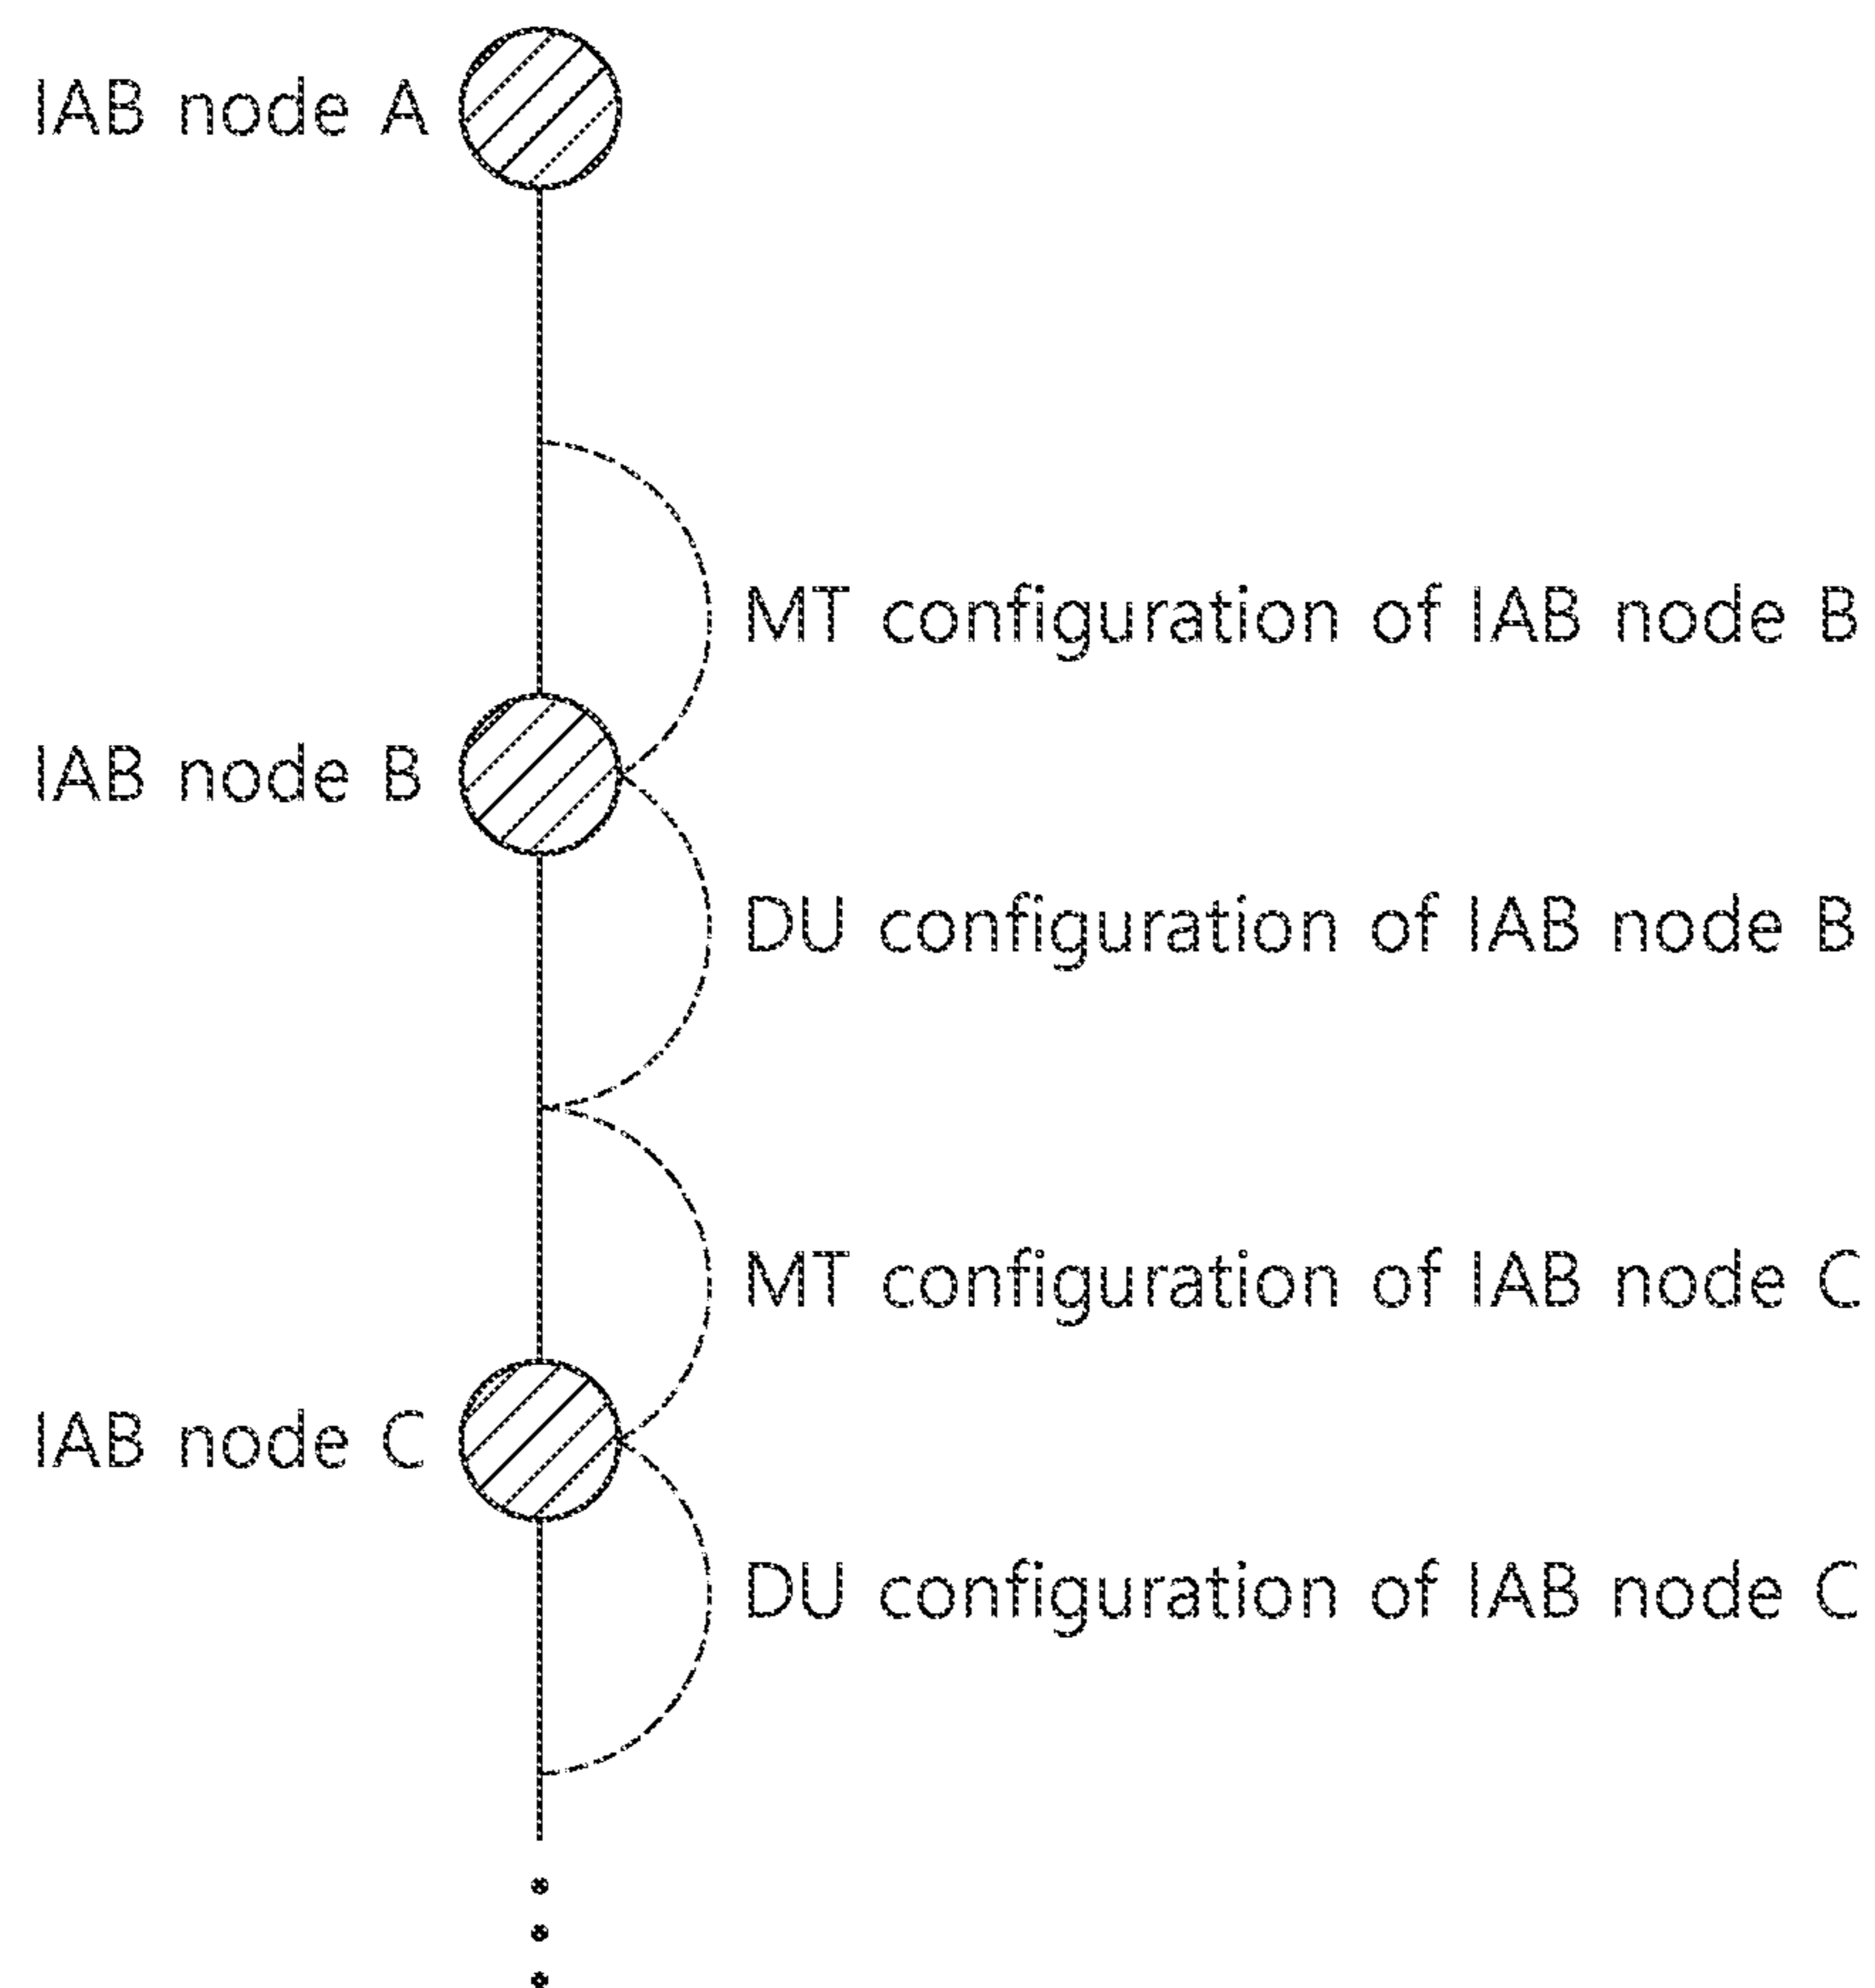 IAB node A
MT configuration of IAB node B
IAB node B
DU configuration of IAB node B
MT configuration of IAB node C
IAB node C
DU configuration of IAB node C